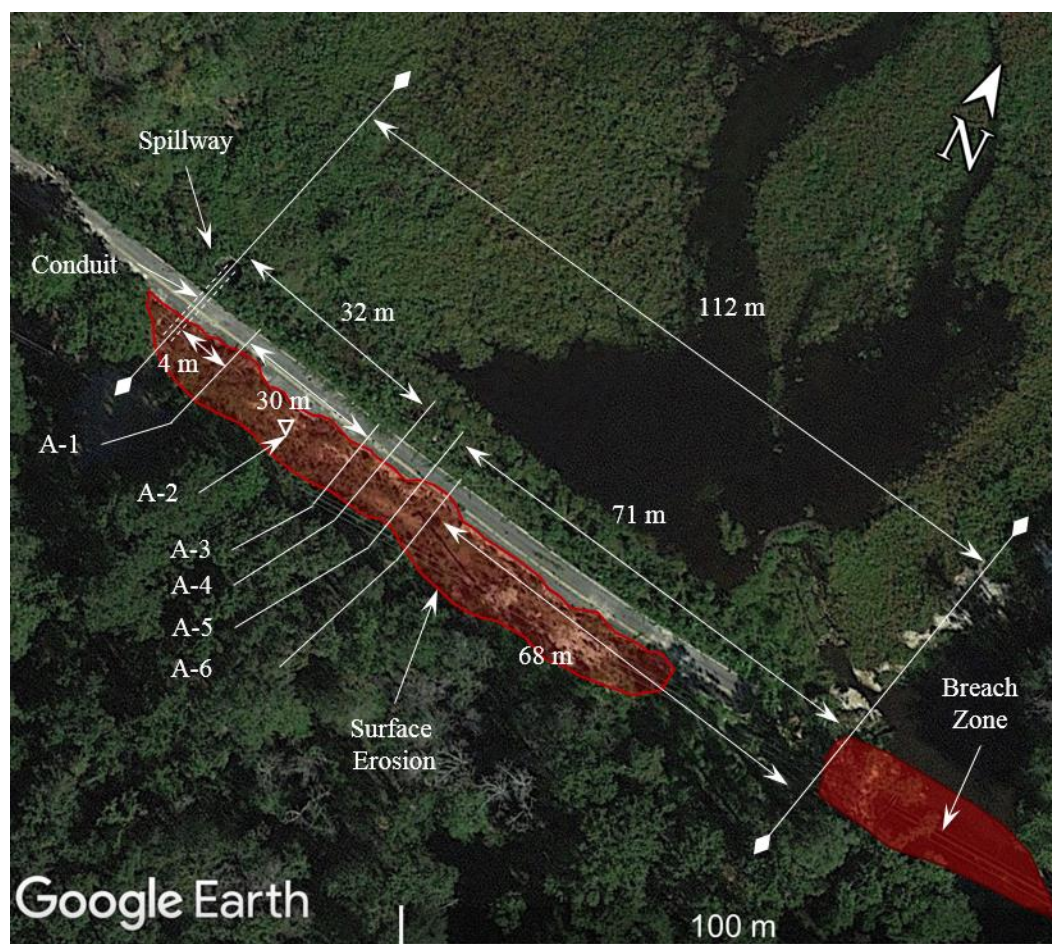 N
Spillway
Conduit
112 m
32 m
4 m
30 m
A-1
A-2
71 m
A-3
A-4
A-5
A-6
68 m
Surface
Erosion
Breach
Zone
Google Earth
100 m